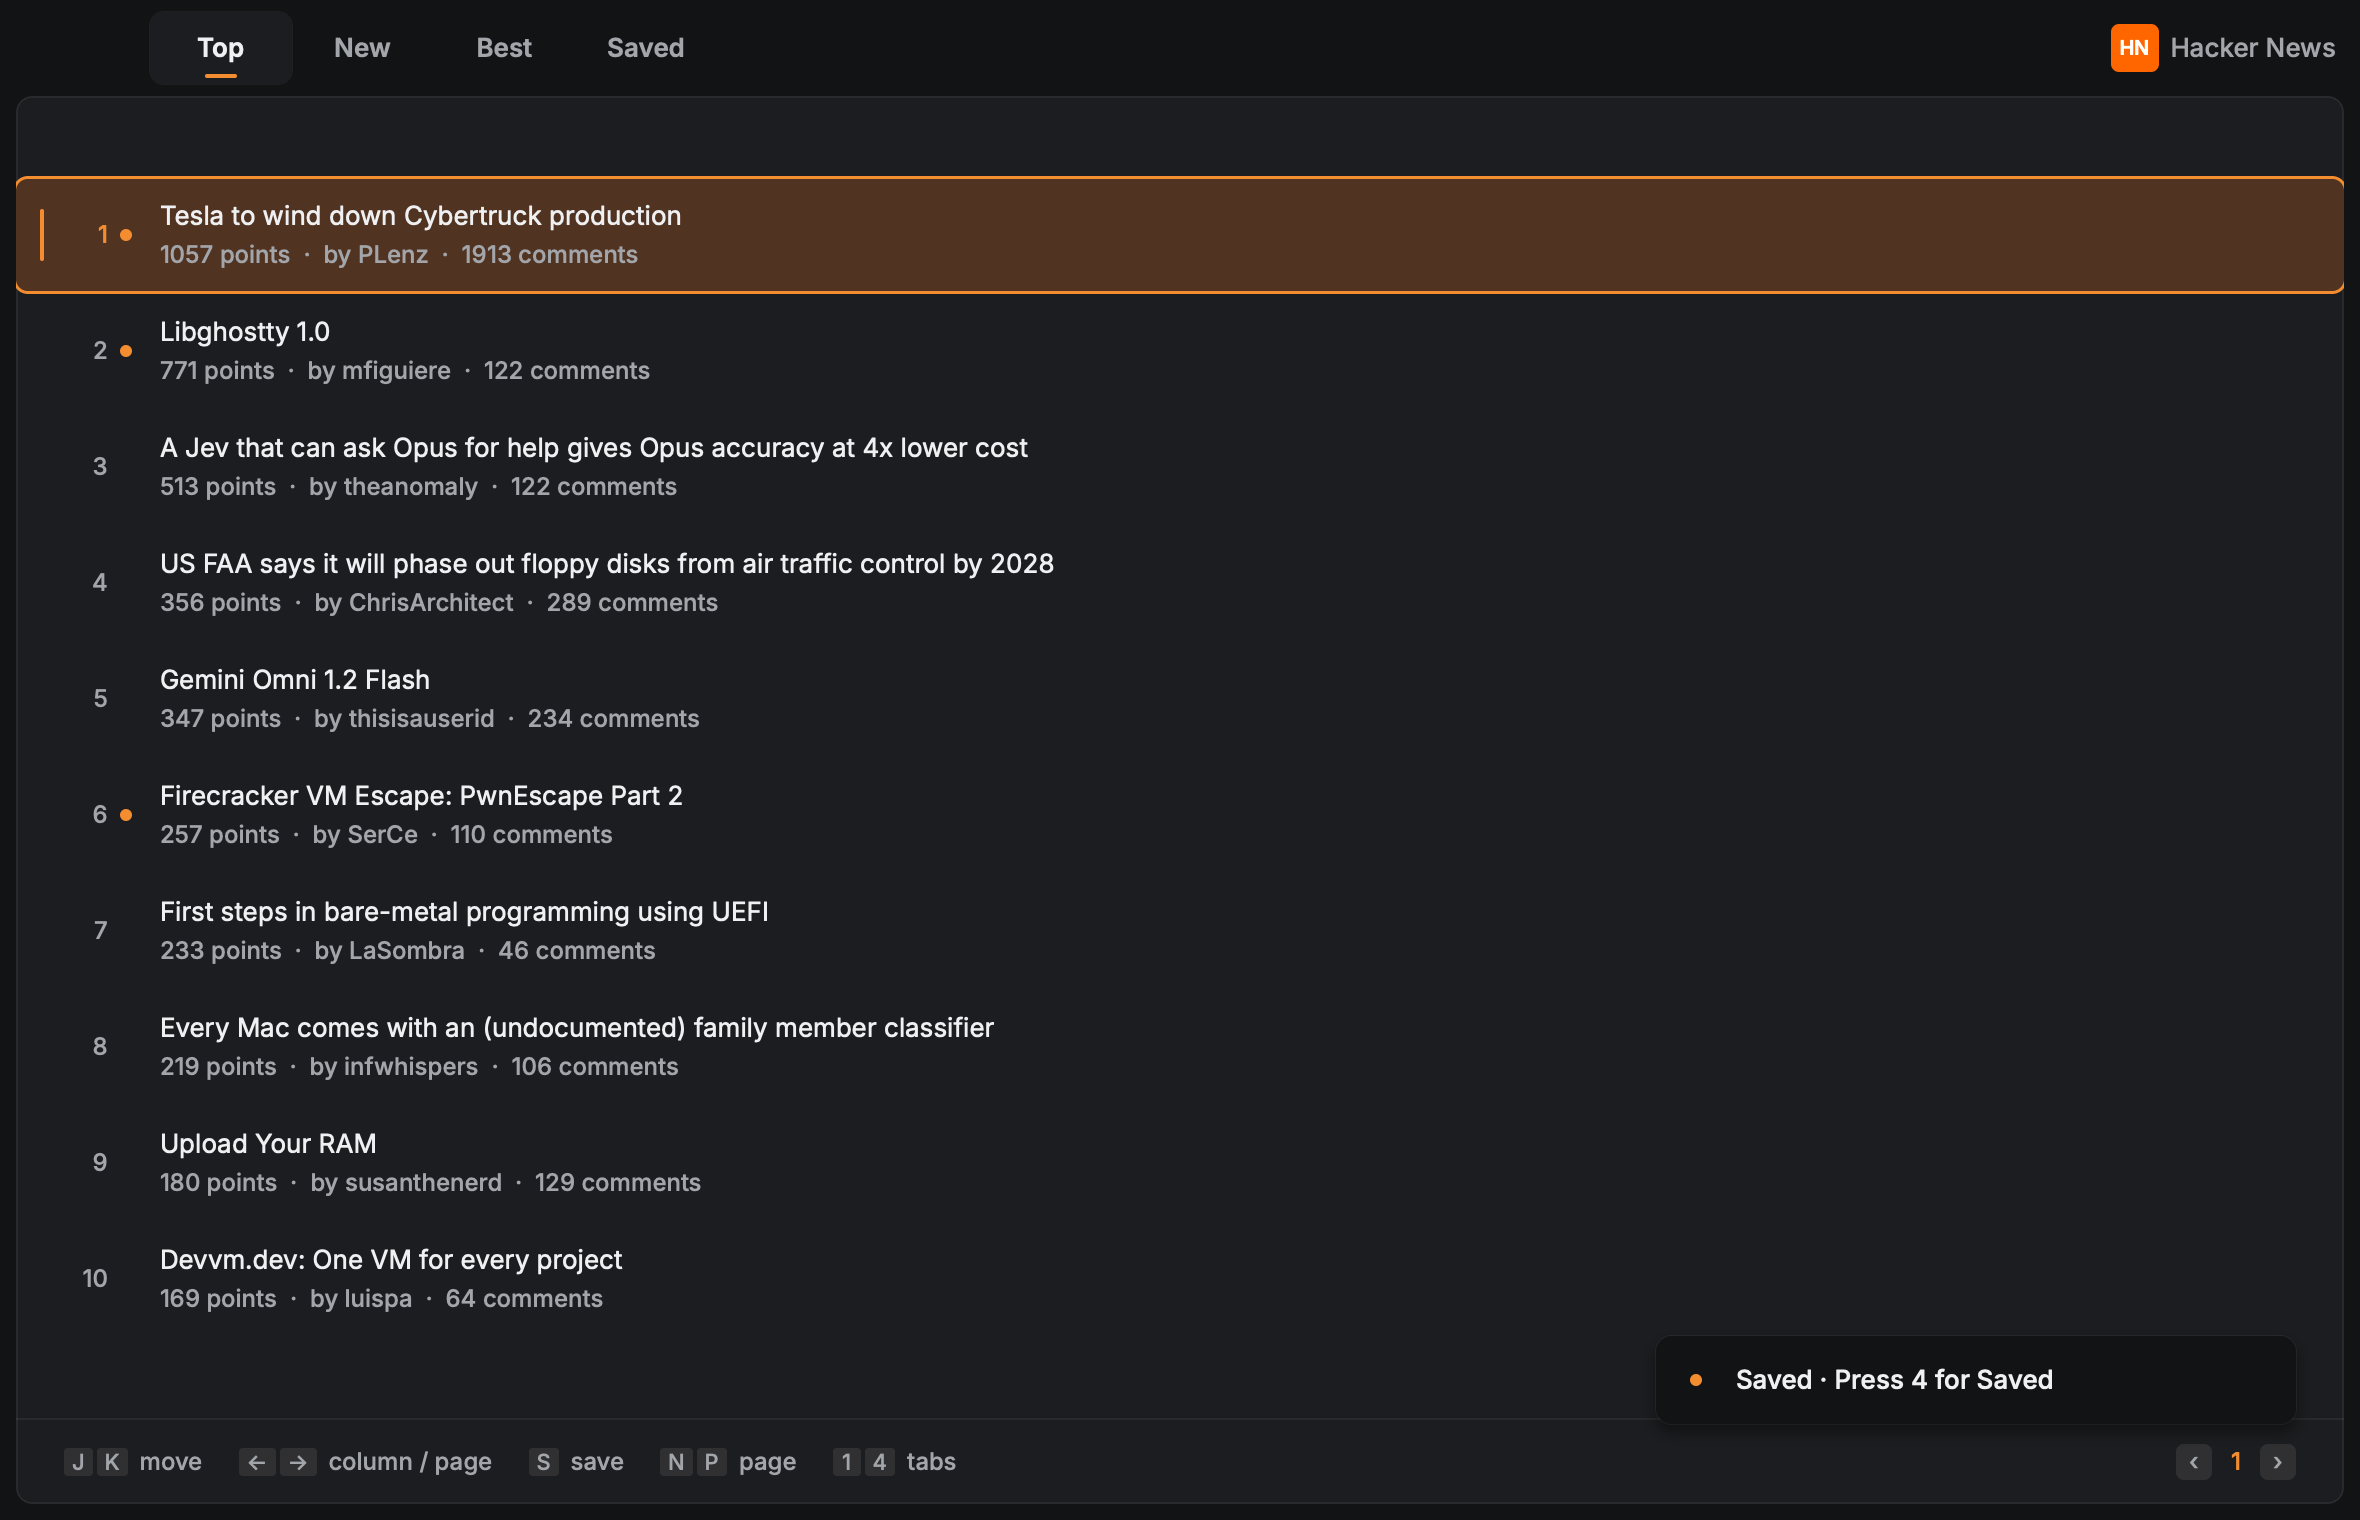 Top New Best Saved HN Hacker News
1 Tesla to wind down Cybertruck production
1057 points · by PLenz · 1913 comments
2 Libghostty 1.0
771 points · by mfiguiere · 122 comments
3 A Jev that can ask Opus for help gives Opus accuracy at 4x lower cost
513 points · by theanomaly · 122 comments
4 US FAA says it will phase out floppy disks from air traffic control by 2028
356 points · by ChrisArchitect · 289 comments
5 Gemini Omni 1.2 Flash
347 points · by thisisauserid · 234 comments
6 Firecracker VM Escape: PwnEscape Part 2
257 points · by SerCe · 110 comments
7 First steps in bare-metal programming using UEFI
233 points · by LaSombra · 46 comments
8 Every Mac comes with an (undocumented) family member classifier
219 points · by infwhispers · 106 comments
9 Upload Your RAM
180 points · by susanthenerd · 129 comments
10 Devvm.dev: One VM for every project
169 points · by luispa · 64 comments
Saved · Press 4 for Saved
J K move ← → column / page S save N P page 1 4 tabs ‹ 1 ›